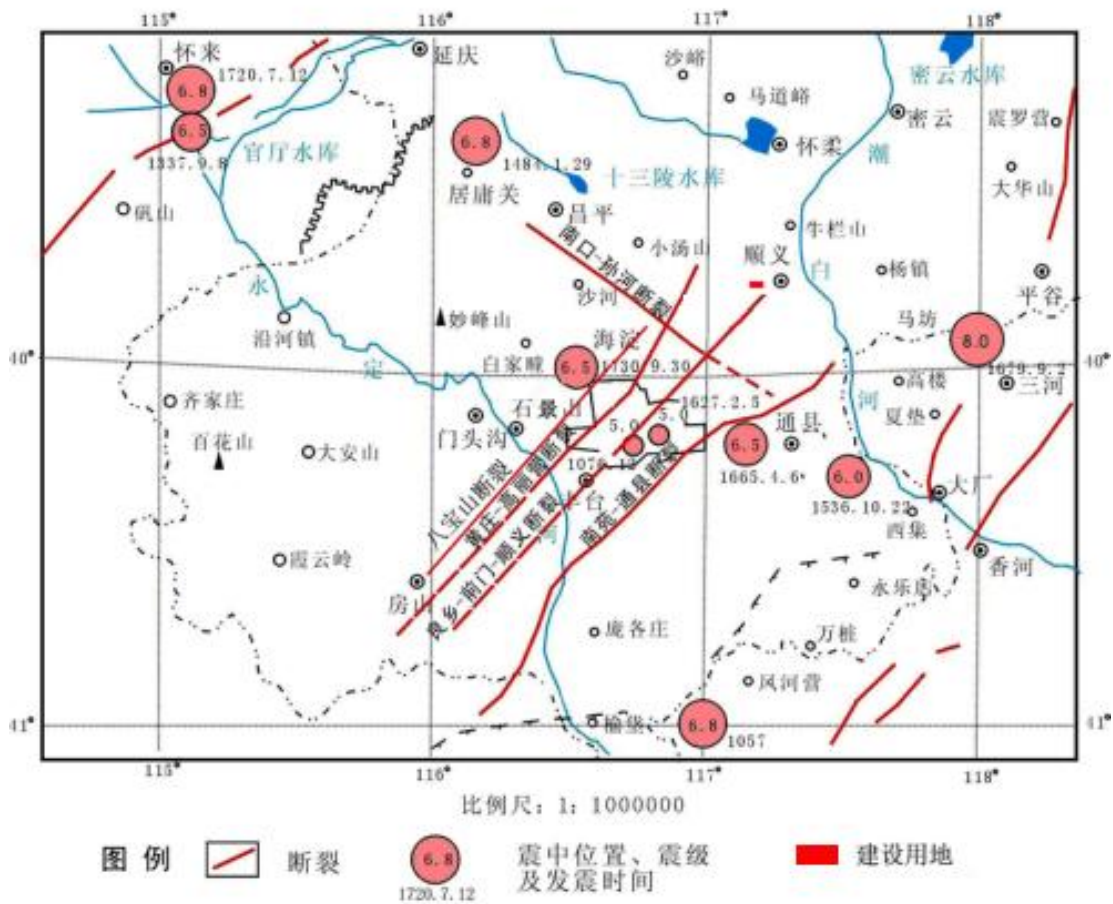 115° 116° 117° 118°
怀来
1720.7.12
6.8
延庆
沙峪
马道峪
密云水库
密云
震罗营
6.5
1337.9.8
官厅水库
6.8
1484.1.29
居庸关
十三陵水库
怀柔
潮
大华山
矾山
昌平
小汤山
牛栏山
南口-孙河断裂
顺义
白
杨镇
平谷
永
沙河
沿河镇
妙峰山
海淀
马坊
8.0
1679.9.2
40°
40°
定
白家疃
6.5
1730.9.30
高楼
三河
齐家庄
石景山
1627.2.5
河
夏垫
百花山
门头沟
5.0
5.0
通县
大安山
6.5
1665.4.6
6.0
1536.10.22
大厂
丰台
西集
八宝山断裂
黄庄-高丽营断裂
良乡-前门-顺义断裂
南苑-通县断裂
河
霞云岭
房山
香河
庞各庄
万桩
风河营
41°
41°
榆垡
6.8
1057
115° 116° 117° 118°
比例尺：1：1000000
图 例
断裂
6.8
1720.7.12
震中位置、震级
及发震时间
建设用地